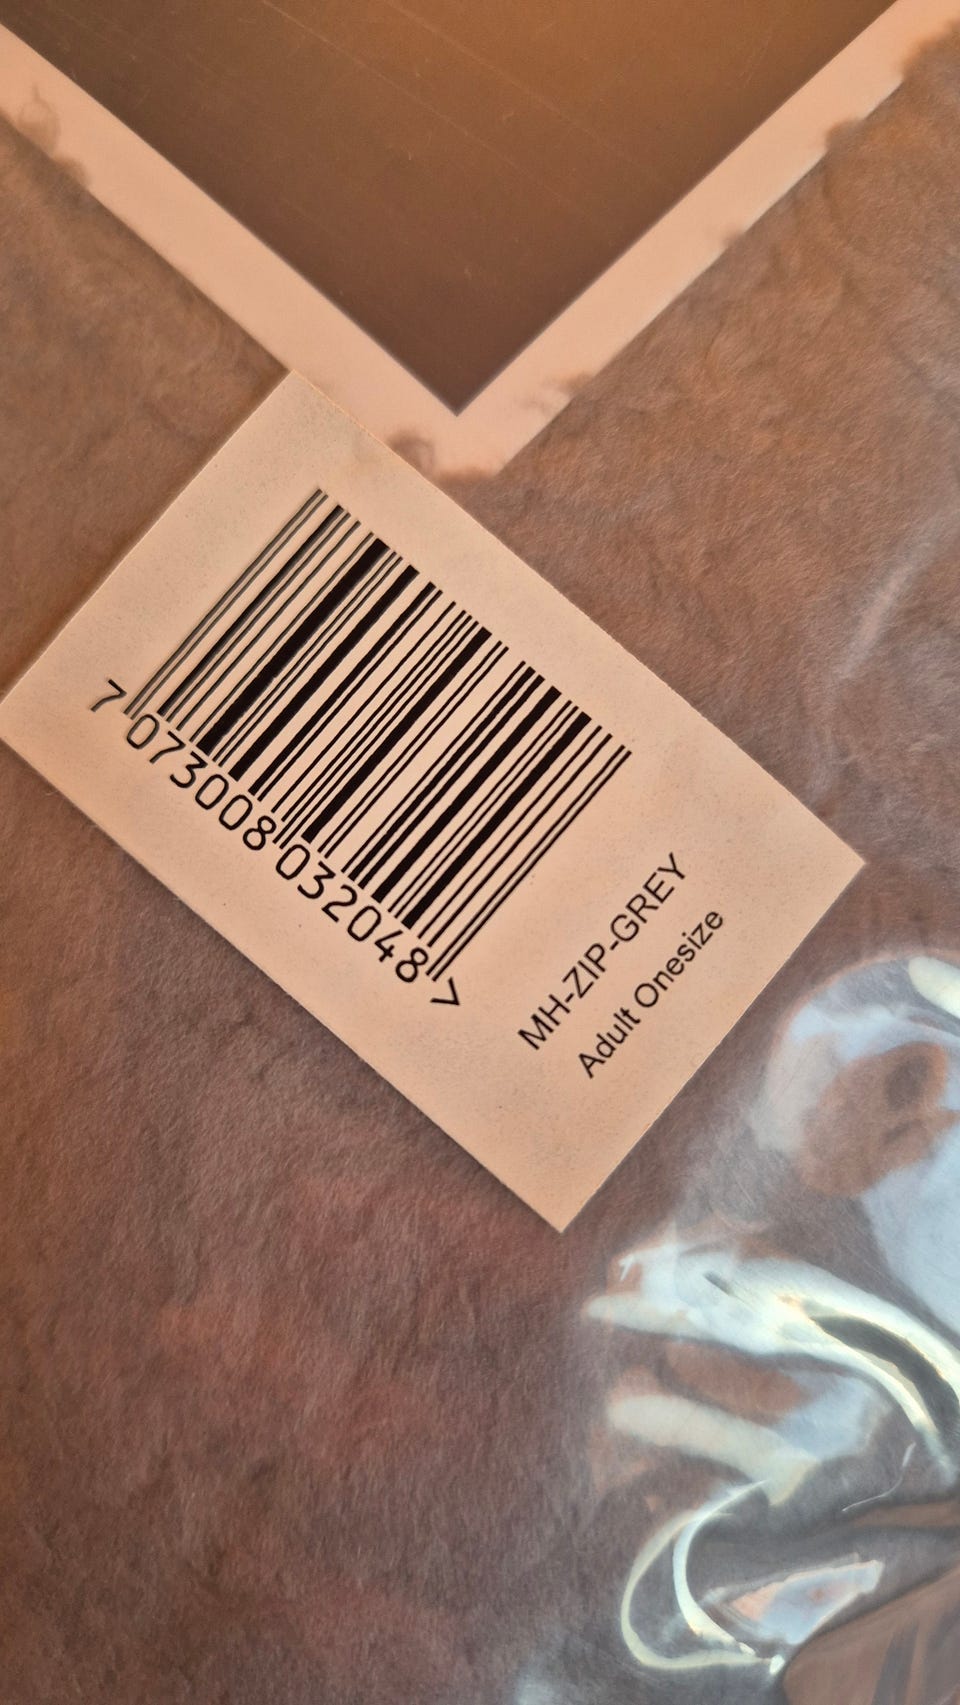 7 073008 032048 >
MH-ZIP-GREY
Adult Onesize